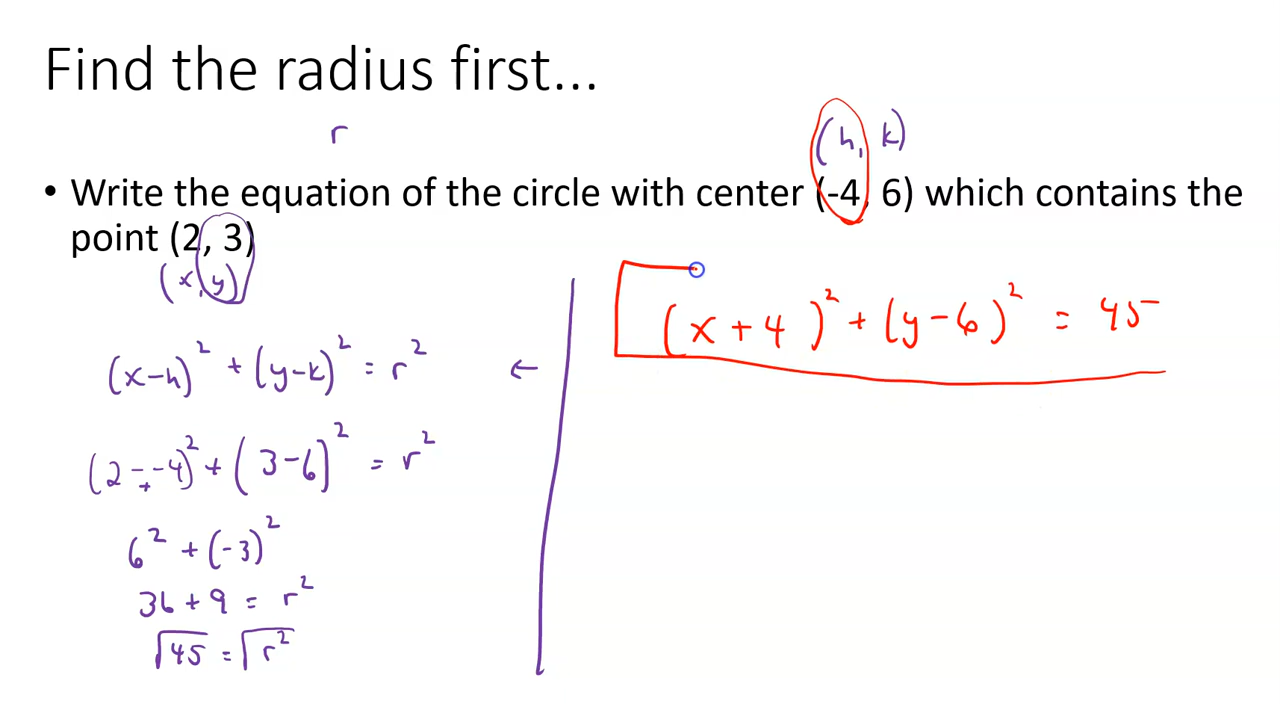 Find the radius first...
r
(h, k)
• Write the equation of the circle with center (-4, 6) which contains the
point (2, 3)
(x, y)
(x-h)² + (y-k)² = r² ←
(2 - -4)² + (3-6)² = r²
+
6² + (-3)²
36 + 9 = r²
√45 = √r²
(x + 4)² + (y - 6)² = 45